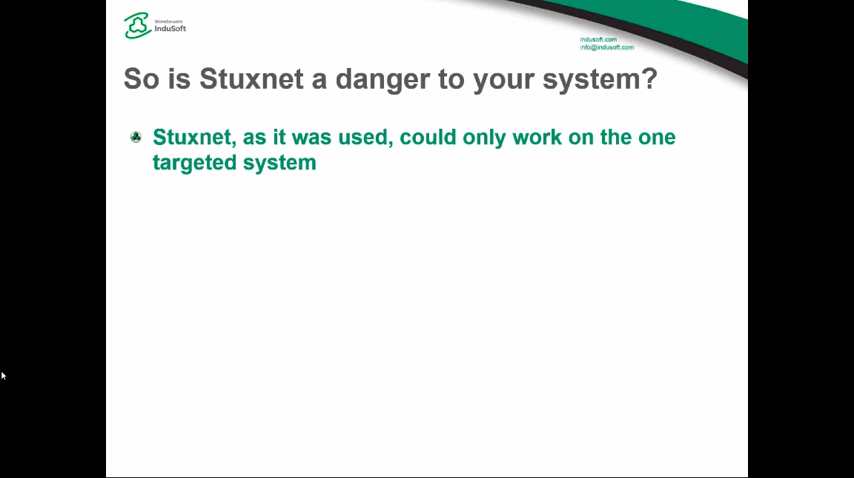 Wonderware
InduSoft
indusoft.com
info@indusoft.com
So is Stuxnet a danger to your system?
Stuxnet, as it was used, could only work on the one
targeted system